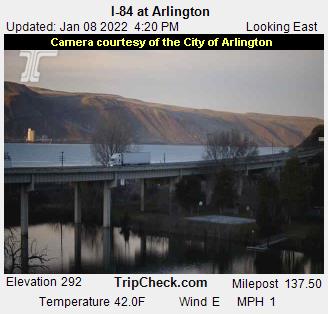 I-84 at Arlington
Updated: Jan 08 2022 4:20 PM Looking East
Camera courtesy of the City of Arlington
Elevation 292 TripCheck.com Milepost 137.50
Temperature 42.0F Wind E MPH 1